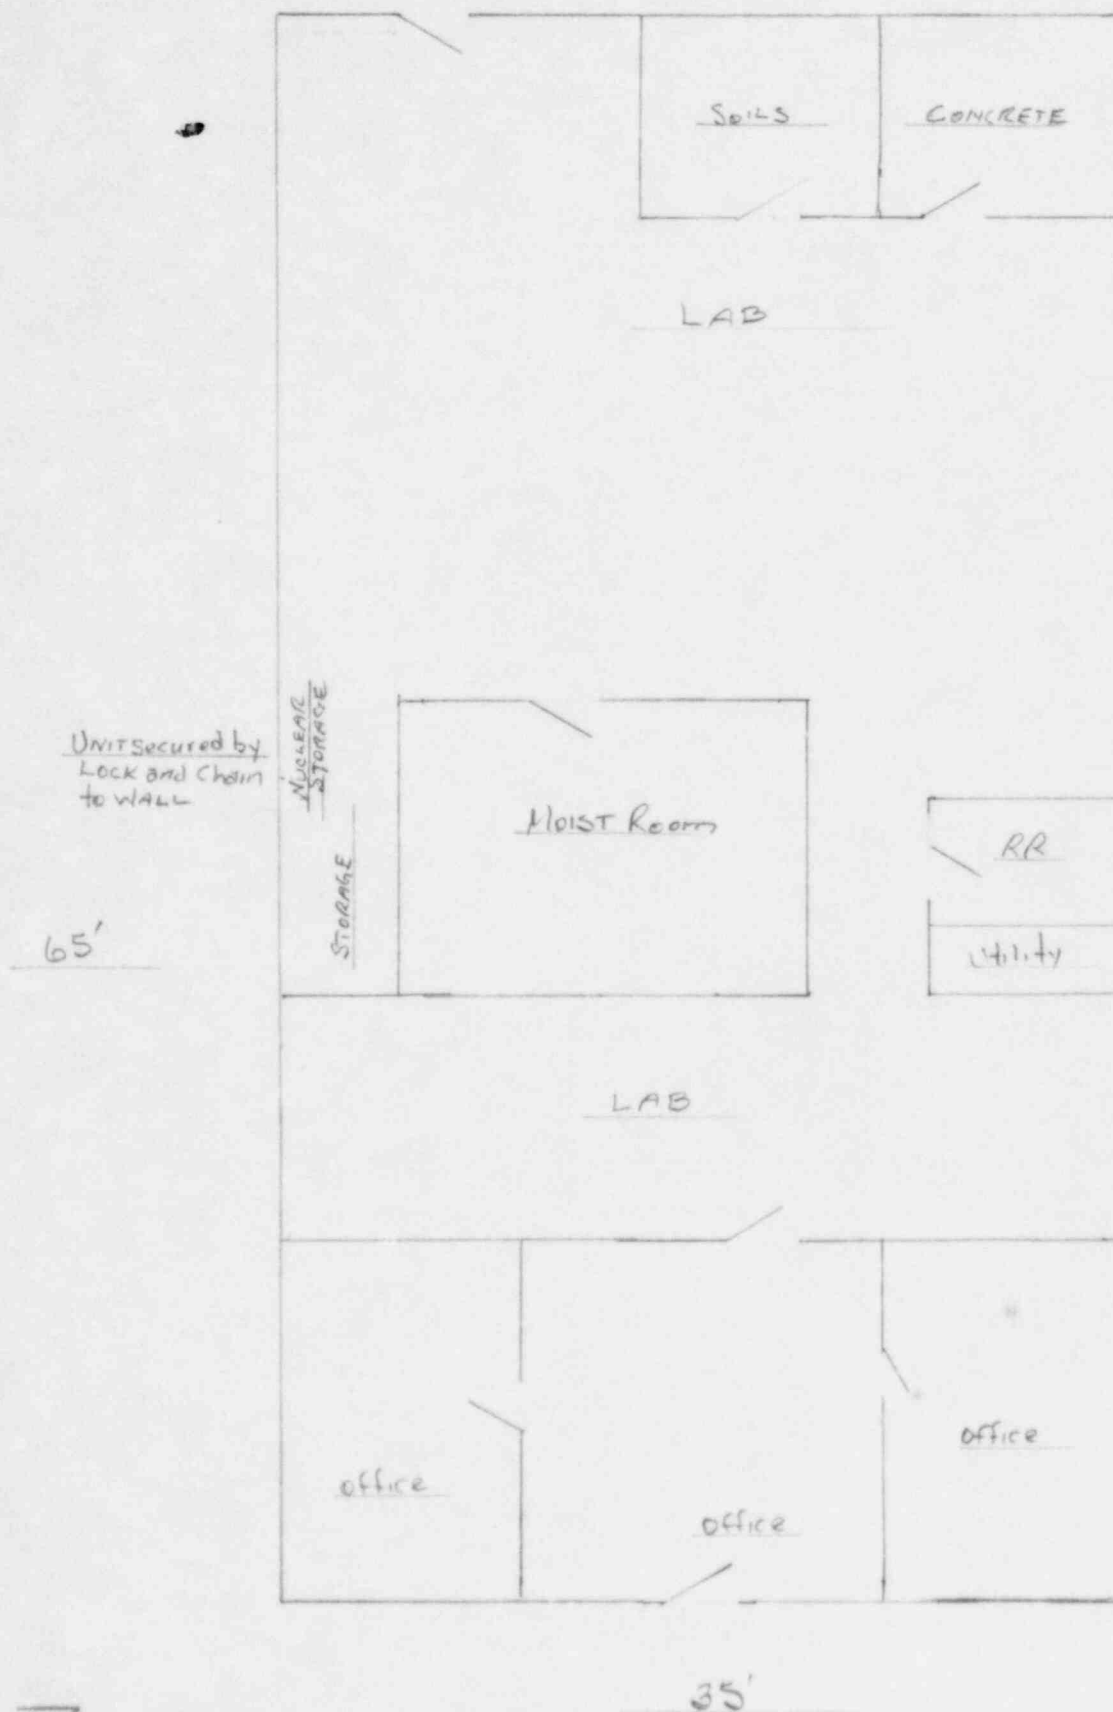 SOILS
CONCRETE
LAB
NUCLEAR
STORAGE
UNIT secured by
LOCK and Chain
to WALL
MOIST Room
STORAGE
RR
65'
Utility
LAB
office
office
office
35'